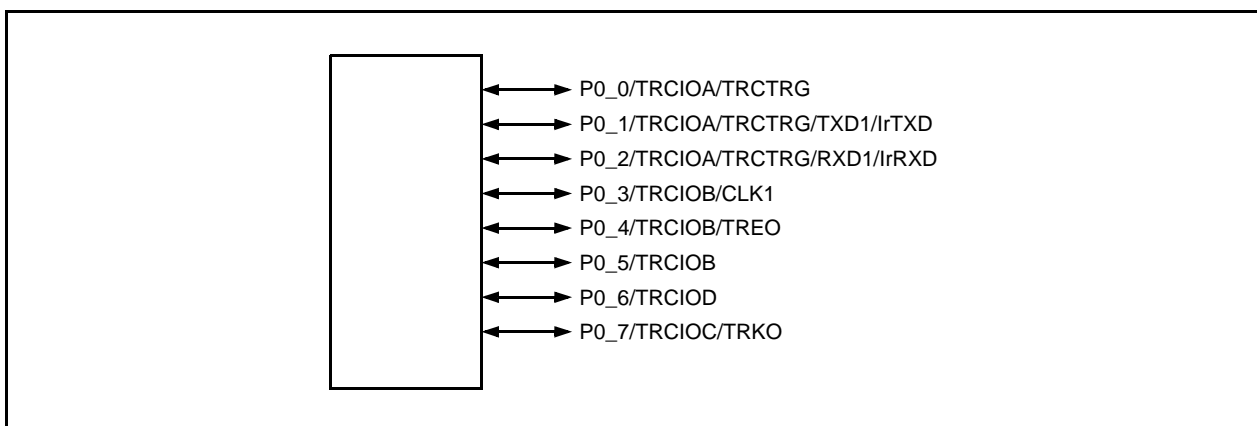 P0_0/TRCIOA/TRCTRG
P0_1/TRCIOA/TRCTRG/TXD1/IrTXD
P0_2/TRCIOA/TRCTRG/RXD1/IrRXD
P0_3/TRCIOB/CLK1
P0_4/TRCIOB/TREO
P0_5/TRCIOB
P0_6/TRCIOD
P0_7/TRCIOC/TRKO